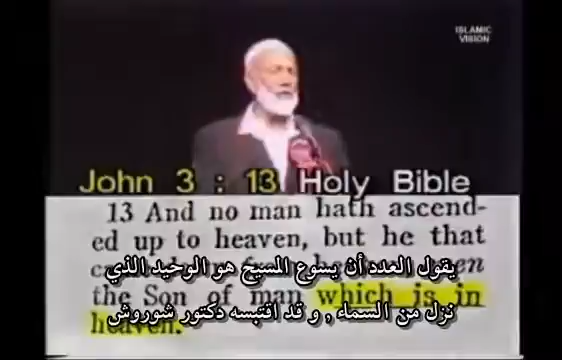 ISLAMIC
VISION
John 3 : 13 Holy Bible
13 And no man hath ascend-
ed up to heaven, but he that
يقول العدد أن يسوع المسيح هو الوحيد الذي
the Son of man which is in
نزل من السماء , و قد اقتبسه دكتور شوروش
heaven.